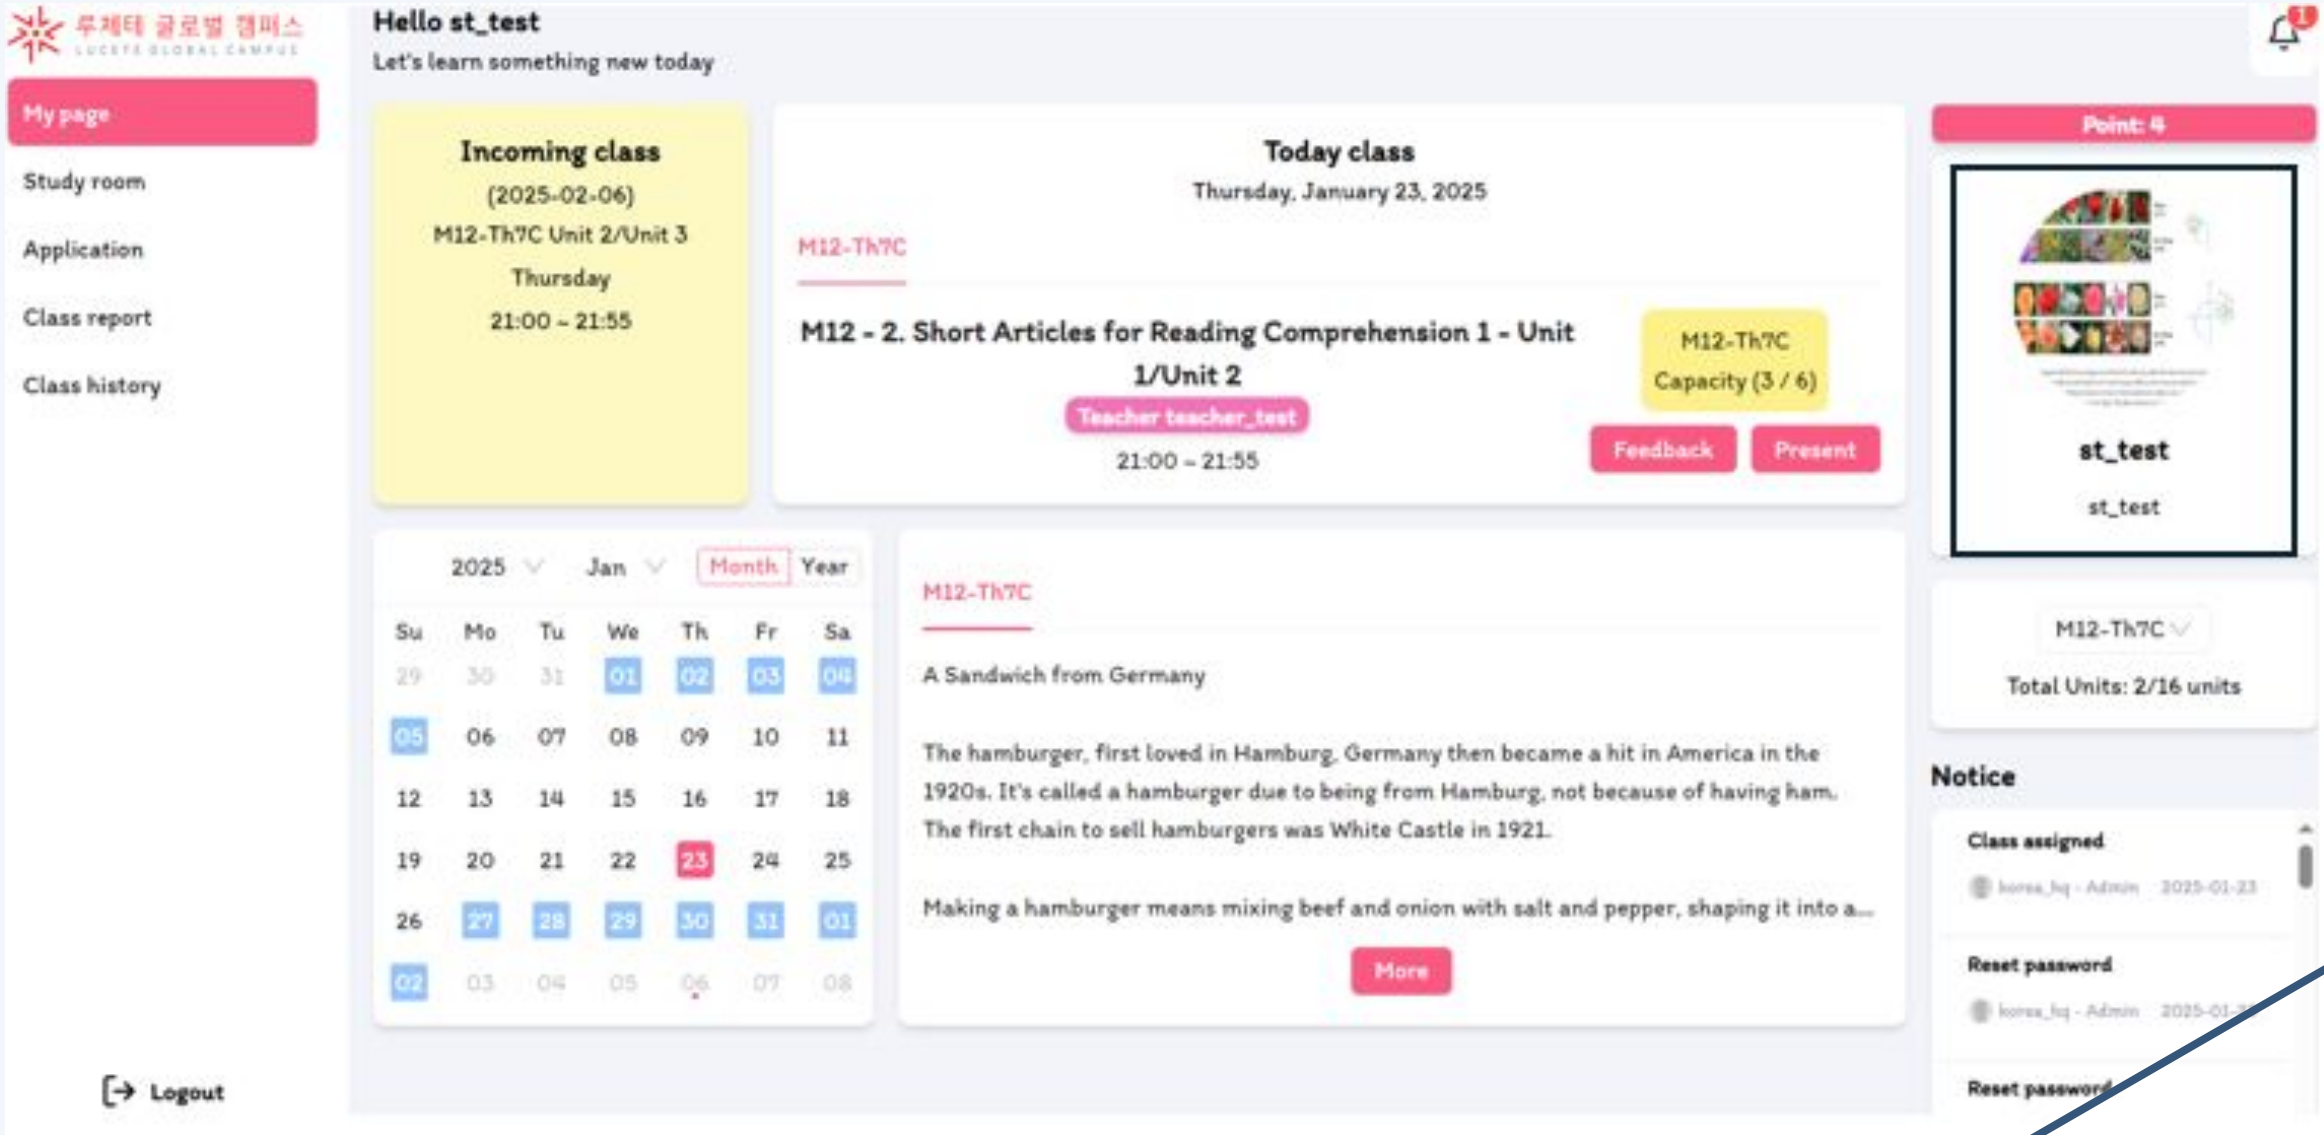 루체테 글로벌 캠퍼스
LUCETE GLOBAL CAMPUS
My page
Study room
Application
Class report
Class history
Logout
Hello st_test
Let's learn something new today
1
Incoming class
(2025-02-06)
M12-Th7C Unit 2/Unit 3
Thursday
21:00 ~ 21:55
Today class
Thursday, January 23, 2025
M12-Th7C
M12 - 2. Short Articles for Reading Comprehension 1 - Unit
1/Unit 2
Teacher teacher_test
21:00 ~ 21:55
M12-Th7C
Capacity (3 / 6)
Feedback Present
Point: 4
st_test
st_test
2025 Jan Month Year
Su Mo Tu We Th Fr Sa
29 30 31 01 02 03 04
05 06 07 08 09 10 11
12 13 14 15 16 17 18
19 20 21 22 23 24 25
26 27 28 29 30 31 01
02 03 04 05 06 07 08
M12-Th7C
A Sandwich from Germany
The hamburger, first loved in Hamburg, Germany then became a hit in America in the
1920s. It's called a hamburger due to being from Hamburg, not because of having ham.
The first chain to sell hamburgers was White Castle in 1921.
Making a hamburger means mixing beef and onion with salt and pepper, shaping it into a...
More
M12-Th7C
Total Units: 2/16 units
Notice
Class assigned
korea_hq - Admin 2025-01-23
Reset password
korea_hq - Admin
Reset password